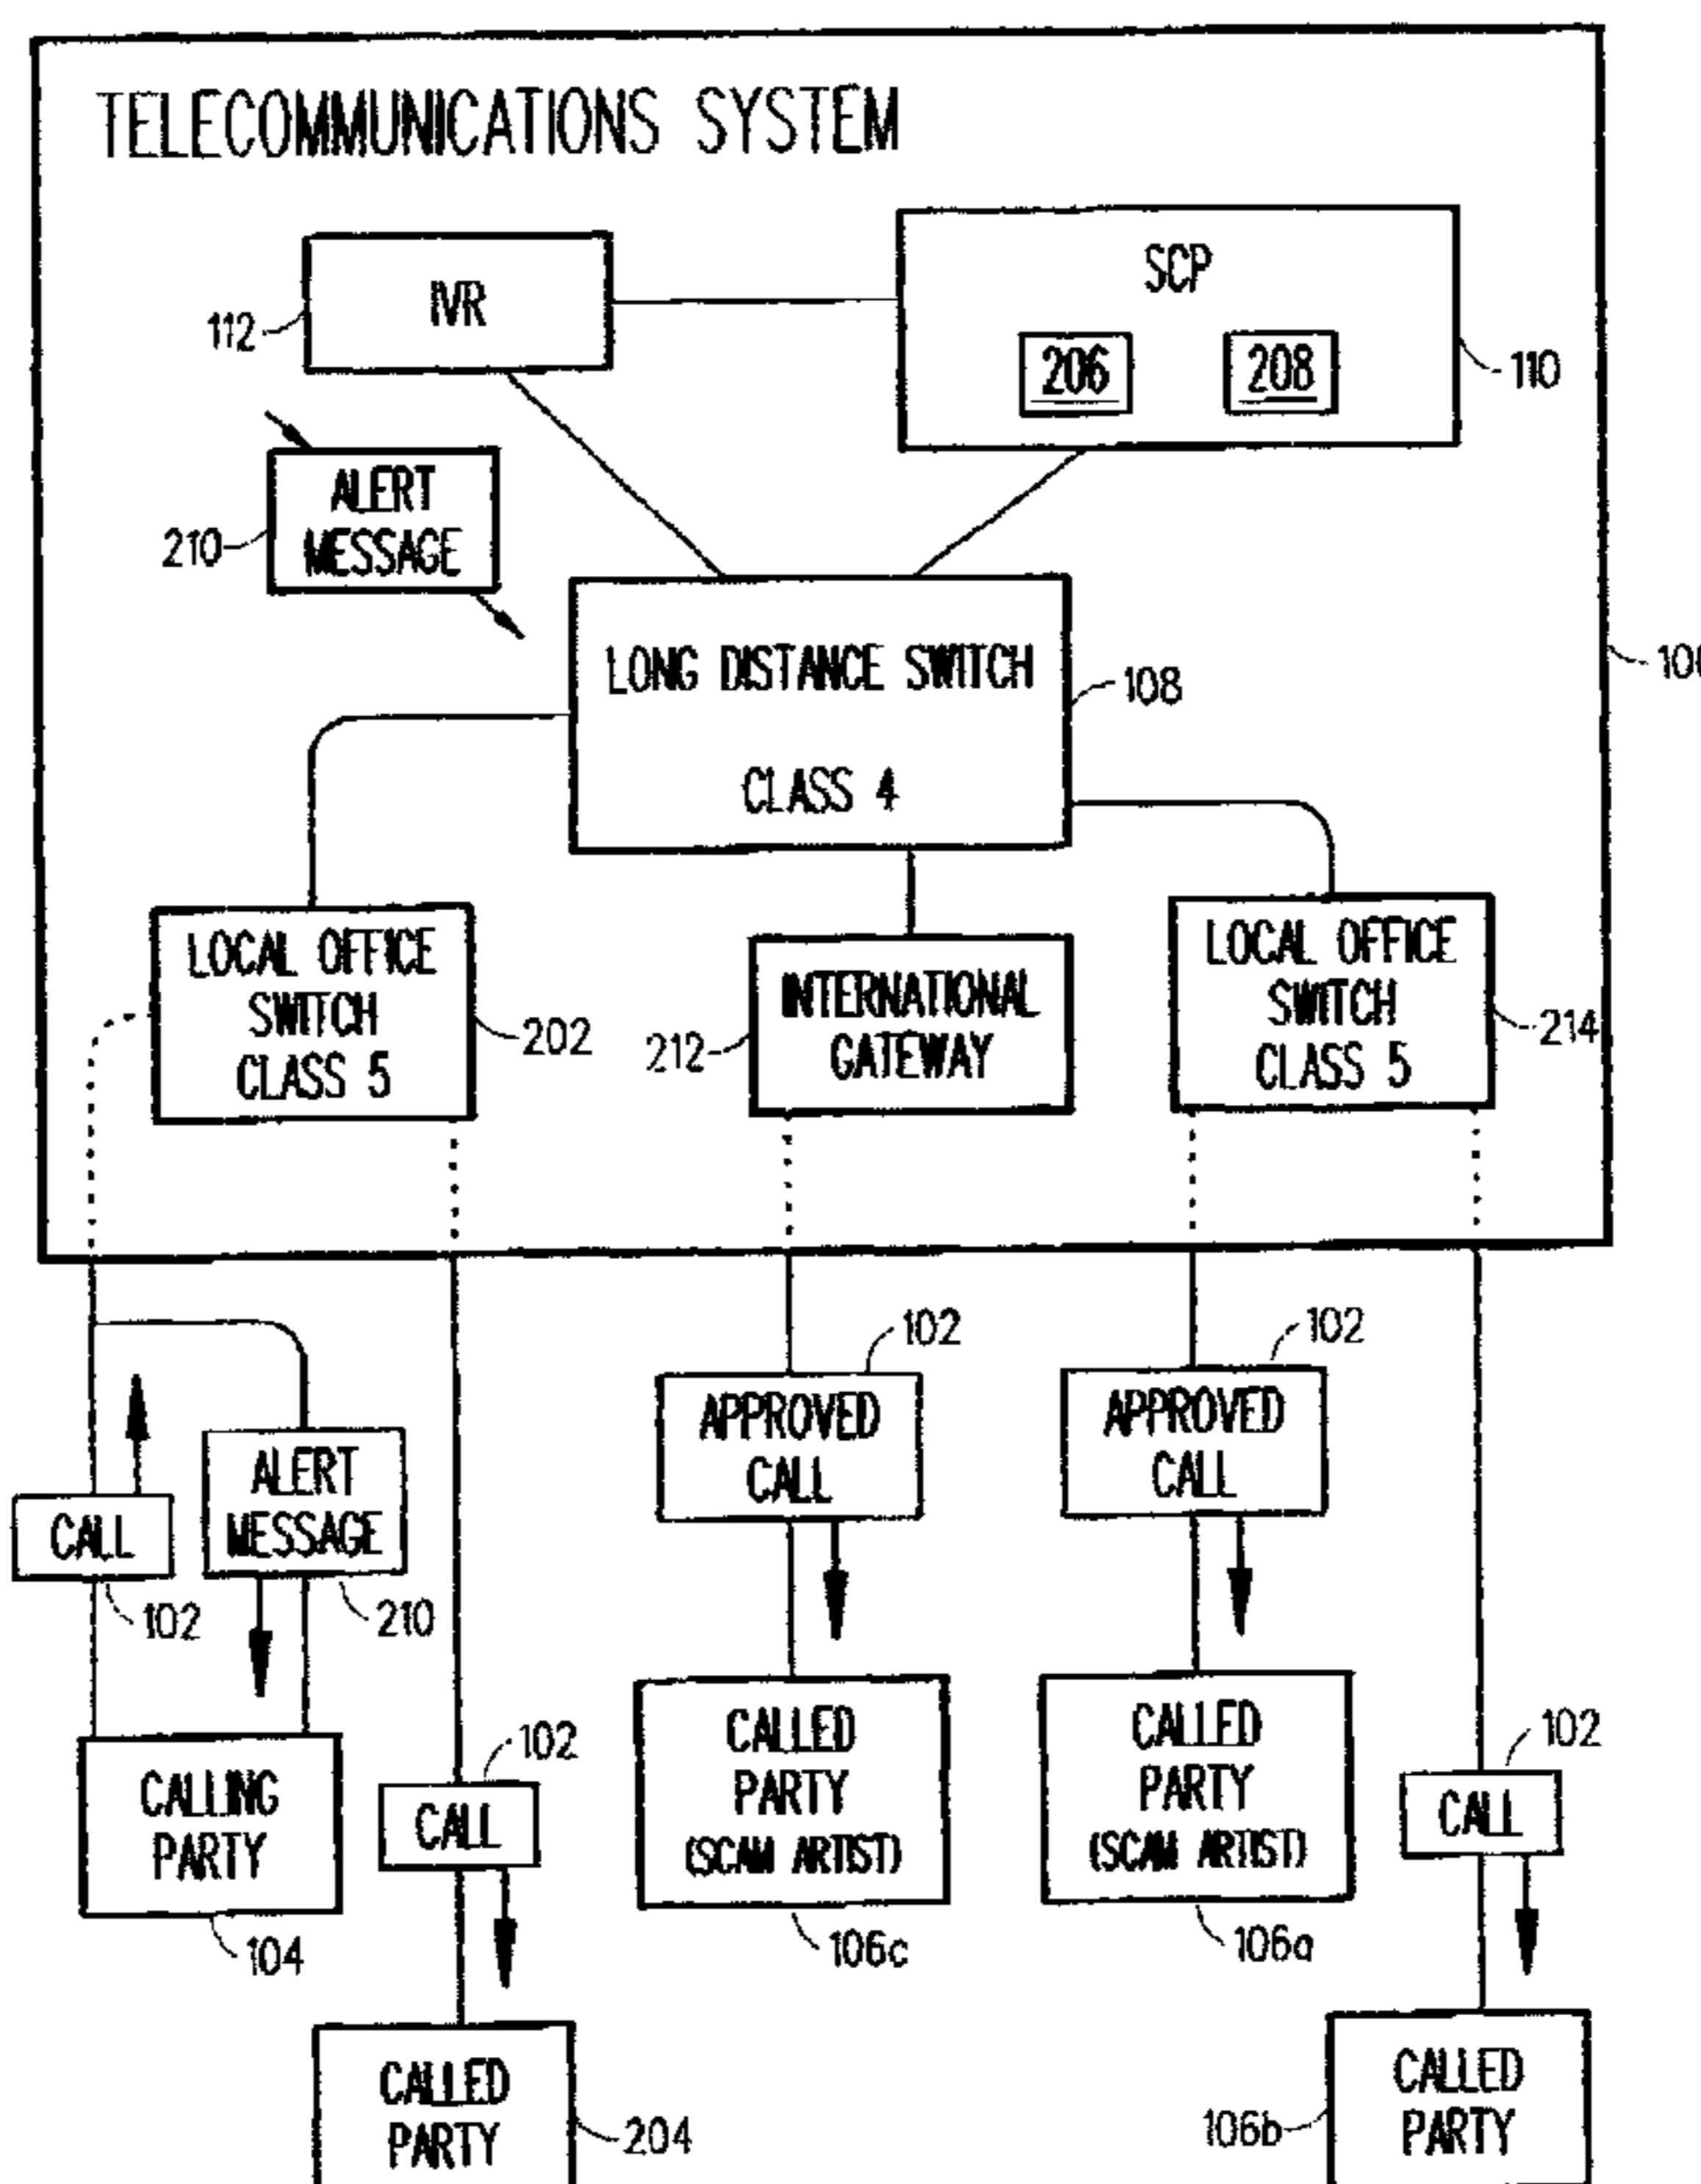 TELECOMMUNICATIONS SYSTEM
IVR
112
SCP
206
208
110
ALERT
MESSAGE
210
LONG DISTANCE SWITCH
CLASS 4
108
LOCAL OFFICE
SWITCH
CLASS 5
202
INTERNATIONAL
GATEWAY
212
LOCAL OFFICE
SWITCH
CLASS 5
214
CALL
102
ALERT
MESSAGE
210
CALLING
PARTY
104
102
CALL
CALLED
PARTY
204
102
APPROVED
CALL
CALLED
PARTY
(SCAM ARTIST)
106c
102
APPROVED
CALL
CALLED
PARTY
(SCAM ARTIST)
106a
102
CALL
CALLED
PARTY
106b